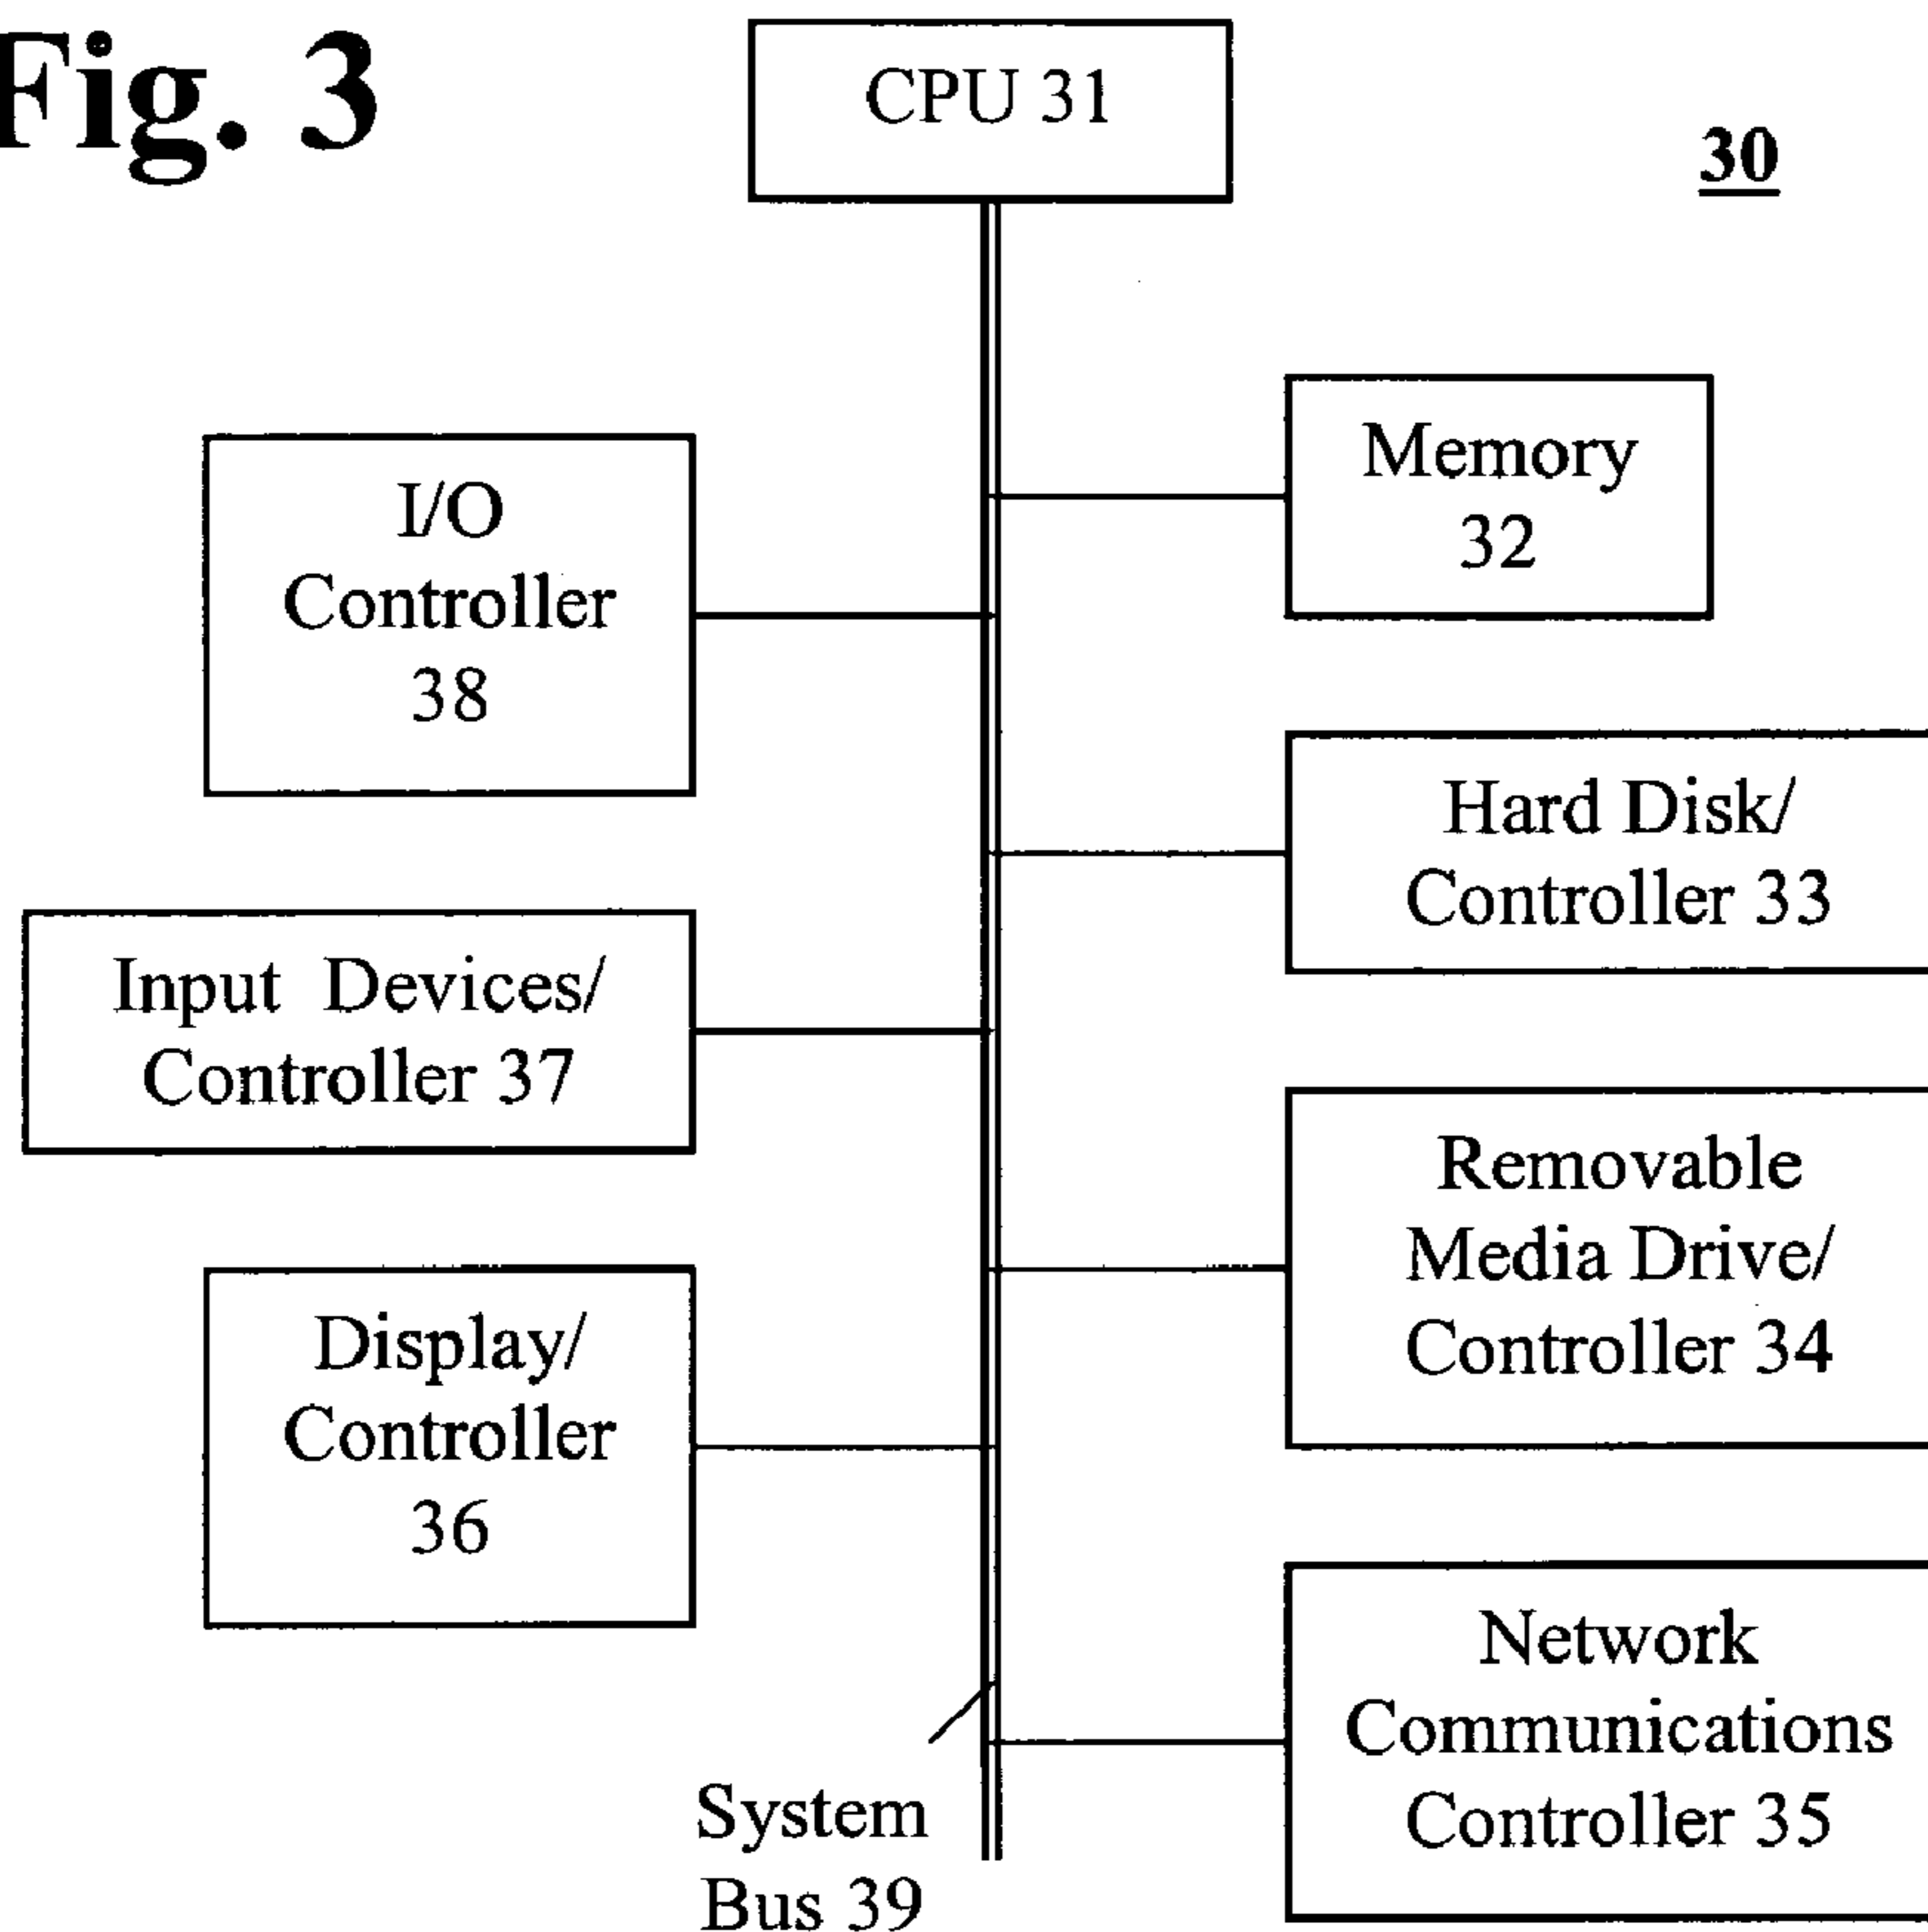 Fig. 3
CPU 31
30
Memory
32
I/O
Controller
38
Hard Disk/
Controller 33
Input Devices/
Controller 37
Removable
Media Drive/
Controller 34
Display/
Controller
36
Network
Communications
Controller 35
System
Bus 39